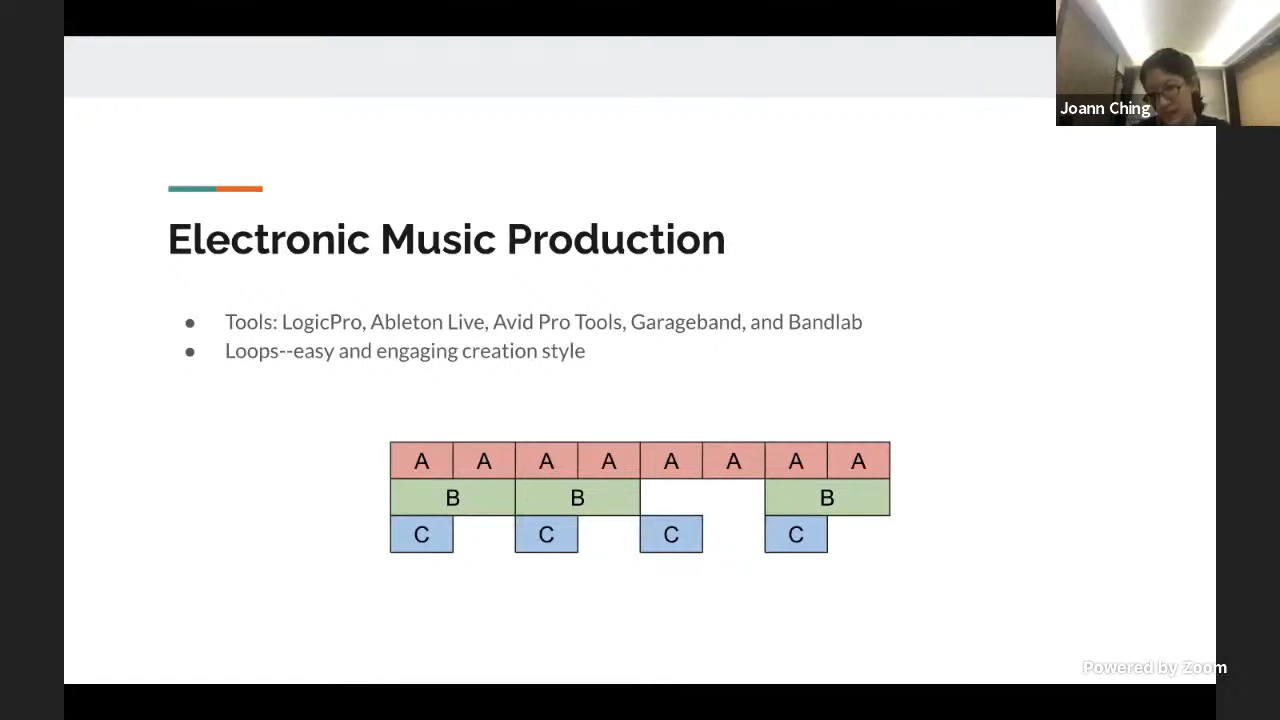 Joann Ching
Electronic Music Production
● Tools: LogicPro, Ableton Live, Avid Pro Tools, Garageband, and Bandlab
● Loops--easy and engaging creation style
A A A A A A A A
B B B
C C C C
Powered by Zoom